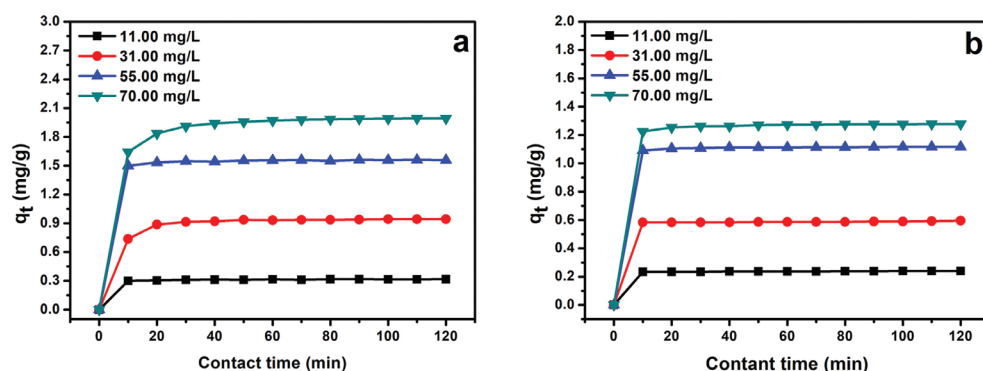 a
11.00 mg/L
31.00 mg/L
55.00 mg/L
70.00 mg/L
qt (mg/g)
3.0
2.7
2.4
2.1
1.8
1.5
1.2
0.9
0.6
0.3
0.0
0 20 40 60 80 100 120
Contact time (min)
b
11.00 mg/L
31.00 mg/L
55.00 mg/L
70.00 mg/L
qt (mg/g)
2.0
1.8
1.6
1.4
1.2
1.0
0.8
0.6
0.4
0.2
0.0
0 20 40 60 80 100 120
Contant time (min)